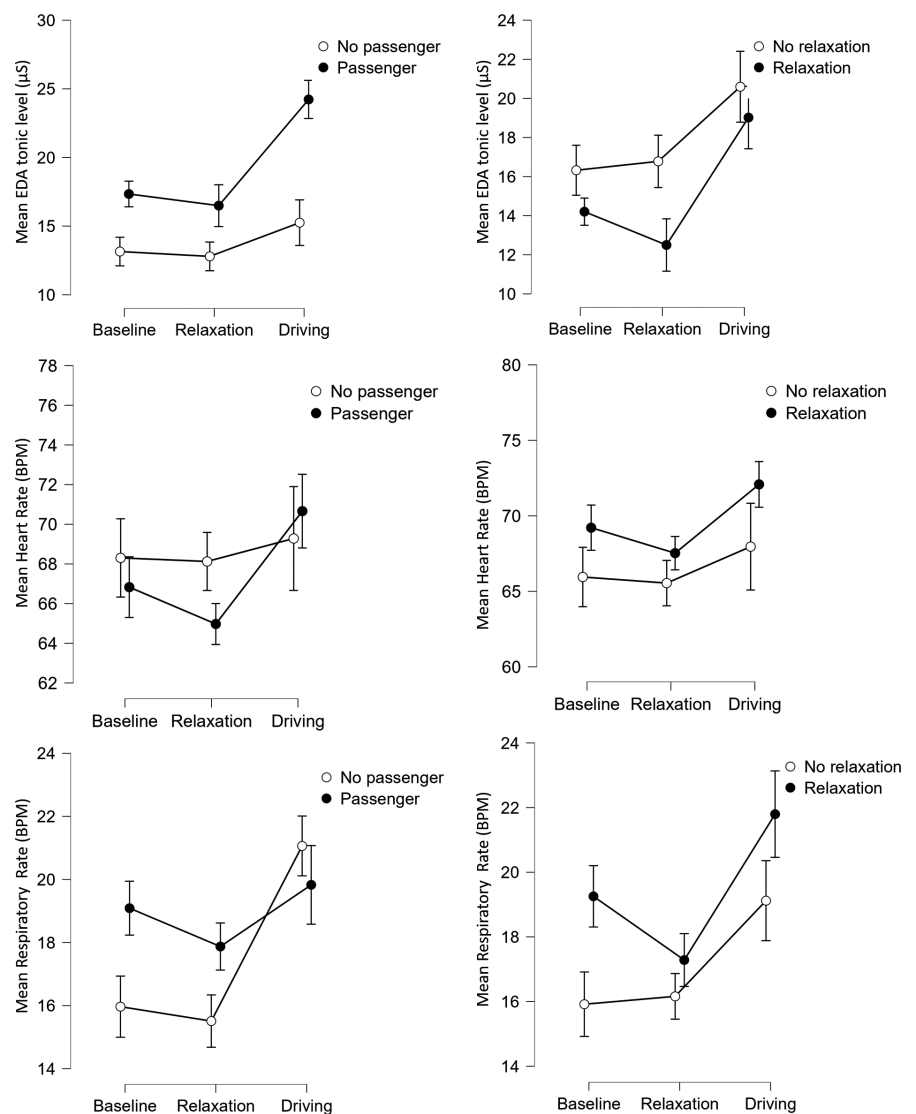 30
25
20
15
10
Mean EDA tonic level (µS)
No passenger
Passenger
Baseline Relaxation Driving
24
22
20
18
16
14
12
10
Mean EDA tonic level (µS)
No relaxation
Relaxation
Baseline Relaxation Driving
78
76
74
72
70
68
66
64
62
Mean Heart Rate (BPM)
No passenger
Passenger
Baseline Relaxation Driving
80
75
70
65
60
Mean Heart Rate (BPM)
No relaxation
Relaxation
Baseline Relaxation Driving
24
22
20
18
16
14
Mean Respiratory Rate (BPM)
No passenger
Passenger
Baseline Relaxation Driving
24
22
20
18
16
14
Mean Respiratory Rate (BPM)
No relaxation
Relaxation
Baseline Relaxation Driving